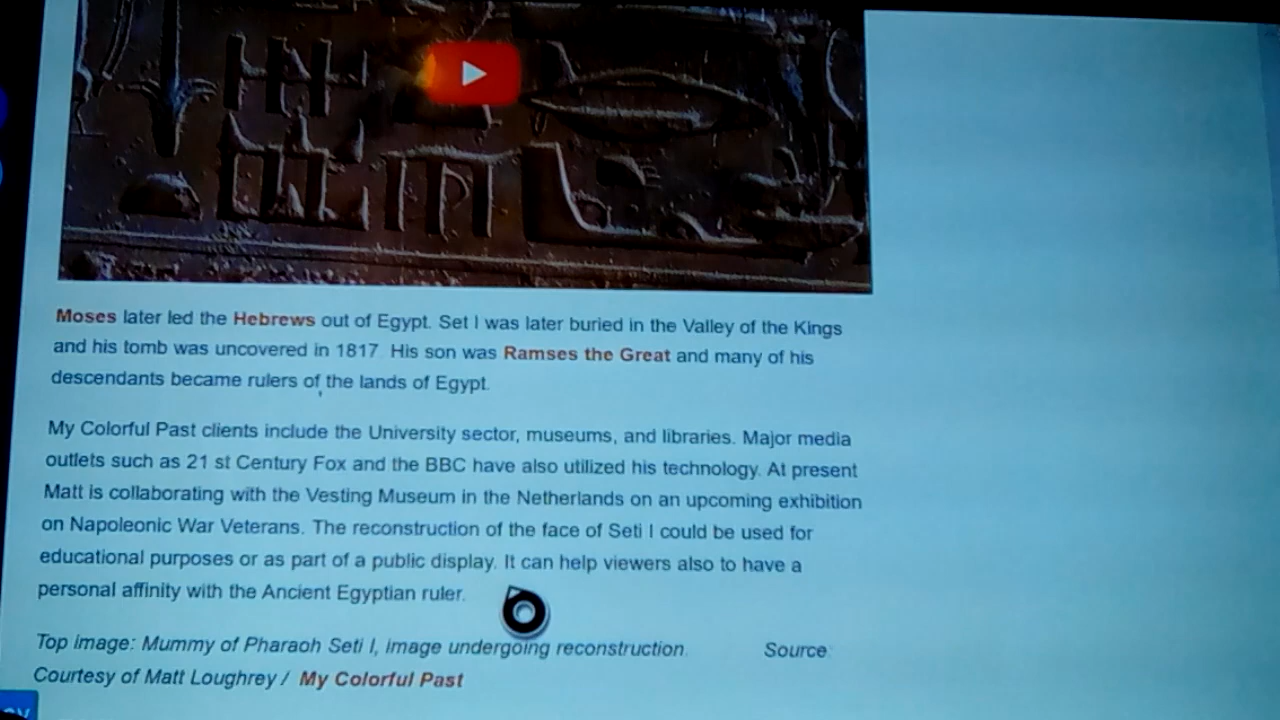 Moses later led the Hebrews out of Egypt. Set I was later buried in the Valley of the Kings
and his tomb was uncovered in 1817. His son was Ramses the Great and many of his
descendants became rulers of the lands of Egypt.
My Colorful Past clients include the University sector, museums, and libraries. Major media
outlets such as 21 st Century Fox and the BBC have also utilized his technology. At present
Matt is collaborating with the Vesting Museum in the Netherlands on an upcoming exhibition
on Napoleonic War Veterans. The reconstruction of the face of Seti I could be used for
educational purposes or as part of a public display. It can help viewers also to have a
personal affinity with the Ancient Egyptian ruler.
Top image: Mummy of Pharaoh Seti I, image undergoing reconstruction. Source:
Courtesy of Matt Loughrey / My Colorful Past